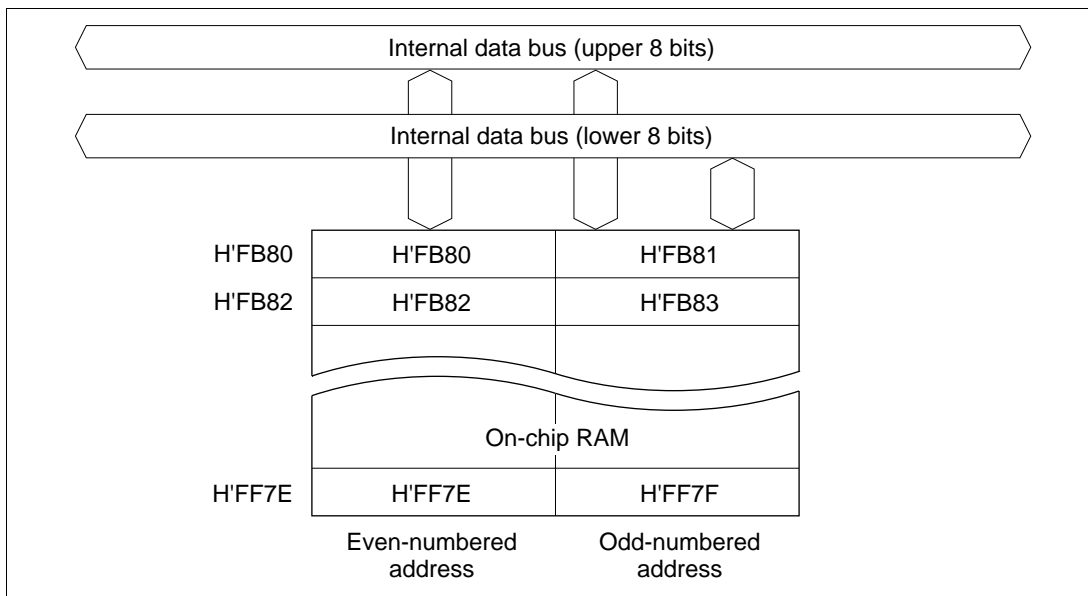 Internal data bus (upper 8 bits)
Internal data bus (lower 8 bits)
H'FB80 H'FB80 H'FB81
H'FB82 H'FB82 H'FB83
On-chip RAM
H'FF7E H'FF7E H'FF7F
Even-numbered address
Odd-numbered address